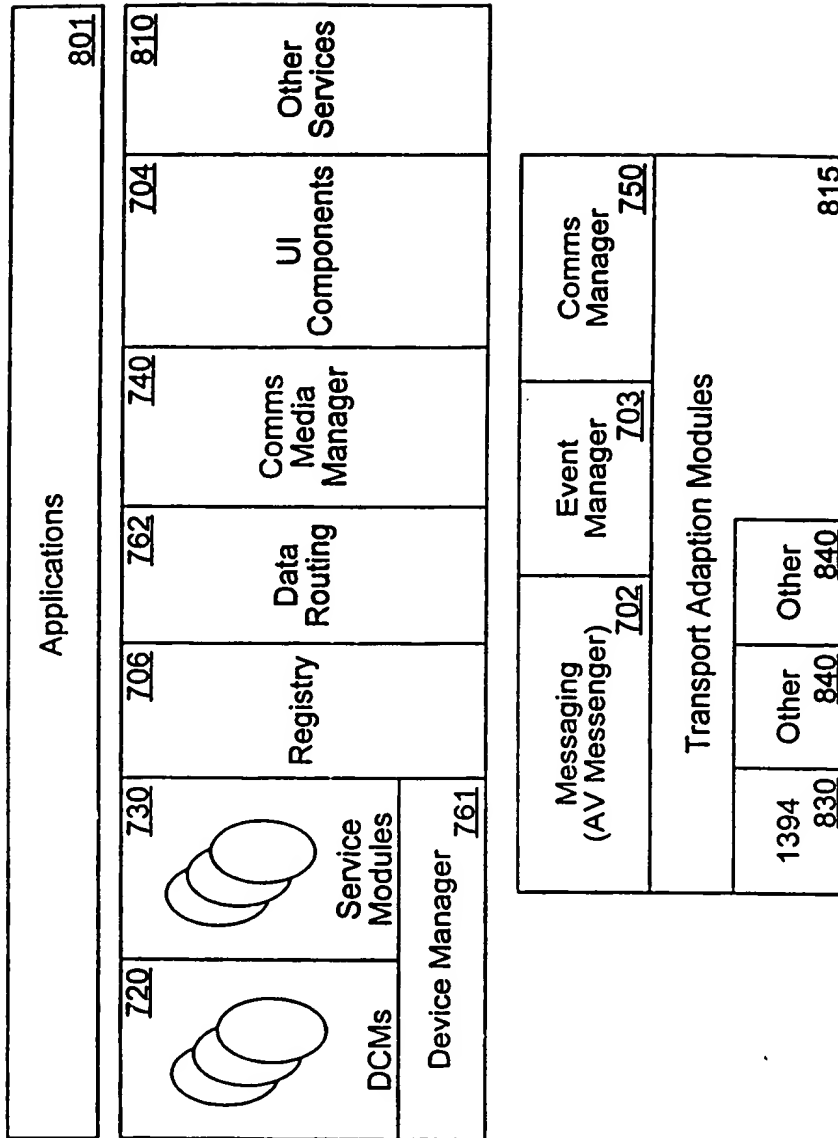 Applications
801
720
DCMs
730
Service
Modules
Device Manager
761
706
Registry
762
Data
Routing
740
Comms
Media
Manager
704
UI
Components
810
Other
Services
Messaging
(AV Messenger)
702
Event
Manager
703
Comms
Manager
750
Transport Adaption Modules
815
1394
830
Other
840
Other
840